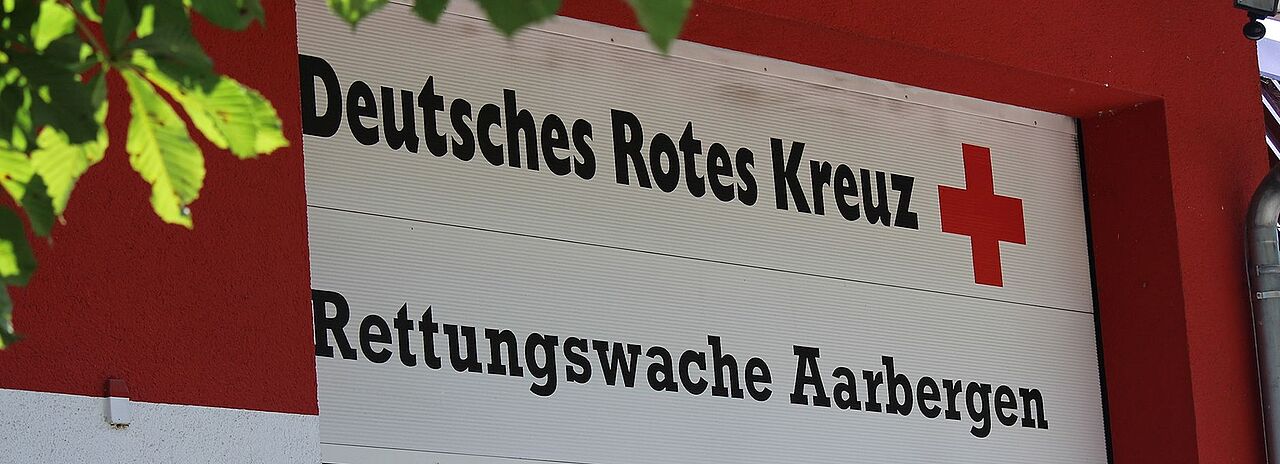 Deutsches Rotes Kreuz
Rettungswache Aarbergen